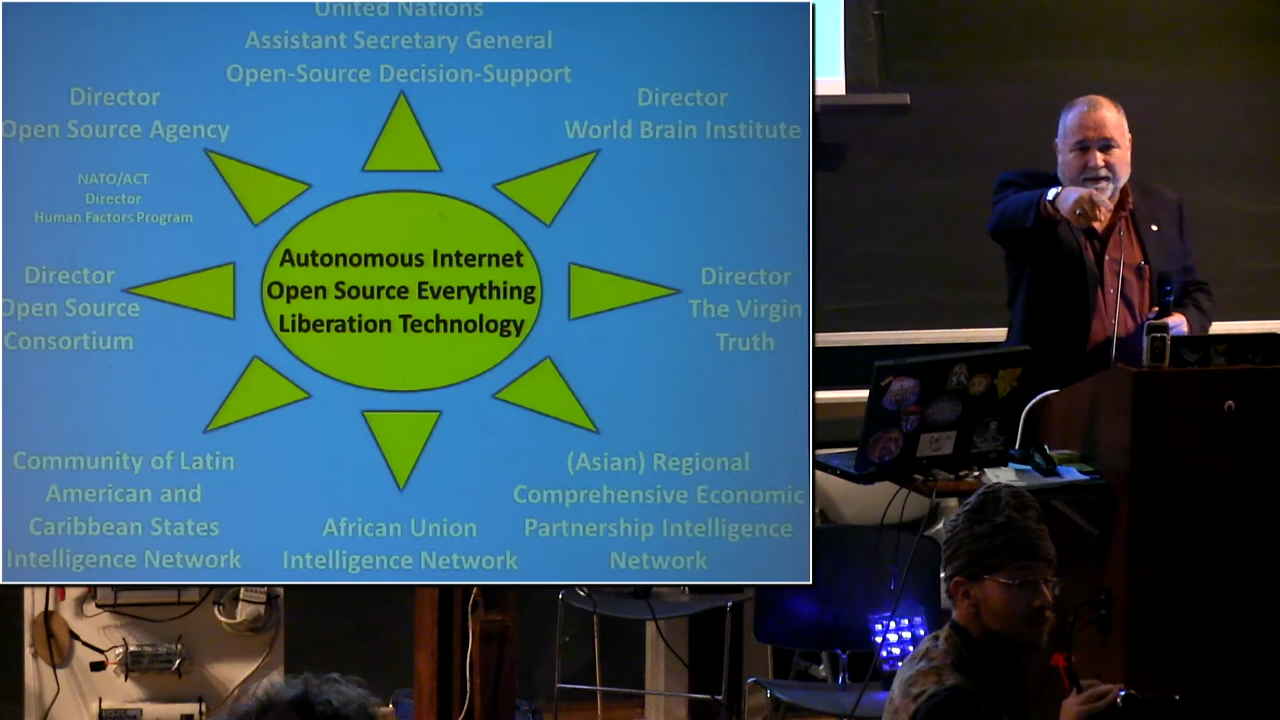 United Nations
Assistant Secretary General
Open-Source Decision-Support
Director
Open Source Agency
Director
World Brain Institute
NATO/ACT
Director
Human Factors Program
Autonomous Internet
Open Source Everything
Liberation Technology
Director
Open Source
Consortium
Director
The Virgin
Truth
Community of Latin
American and
Caribbean States
Intelligence Network
African Union
Intelligence Network
(Asian) Regional
Comprehensive Economic
Partnership Intelligence
Network